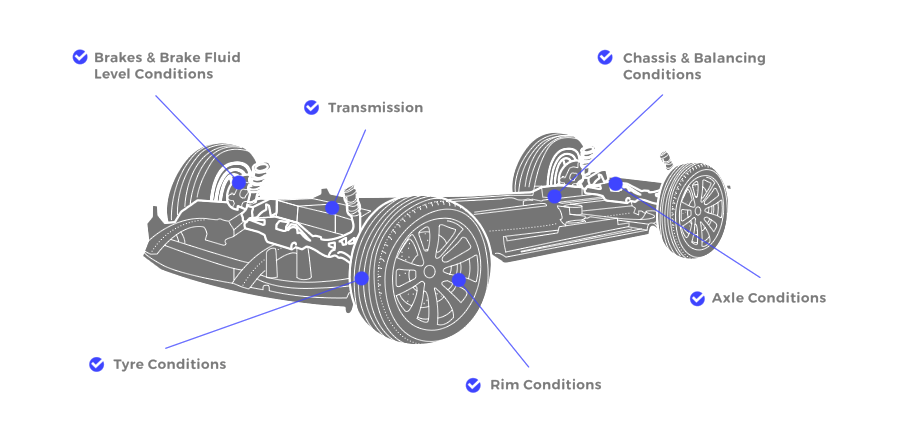 Brakes & Brake Fluid
Level Conditions
Chassis & Balancing
Conditions
Transmission
Axle Conditions
Tyre Conditions
Rim Conditions